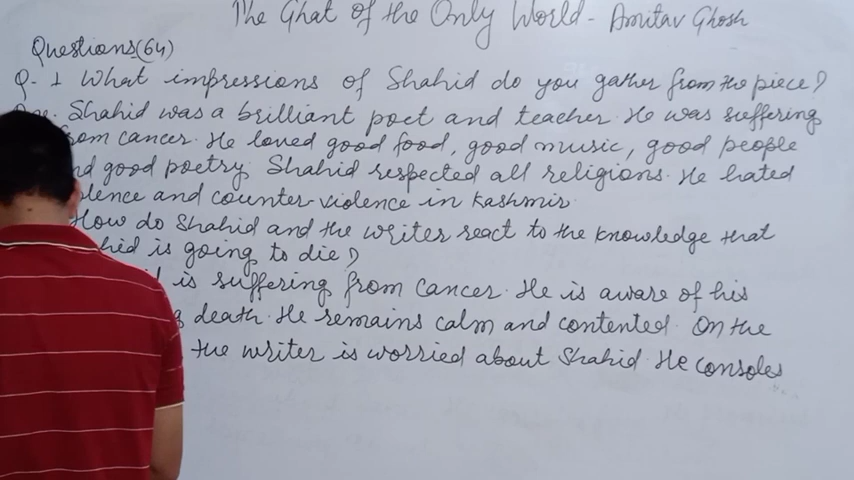 The Ghat of the Only World - Amitav Ghosh
Questions (64)
Q-1 What impressions of Shahid do you gather from the piece?
Shahid was a brilliant poet and teacher. He was suffering
from cancer. He loved good food, good music, good people
and good poetry. Shahid respected all religions. He hated
violence and counter-violence in Kashmir.
How do Shahid and the writer react to the knowledge that
Shahid is going to die?
is suffering from cancer. He is aware of his
death. He remains calm and contented. On the
the writer is worried about Shahid. He consoles